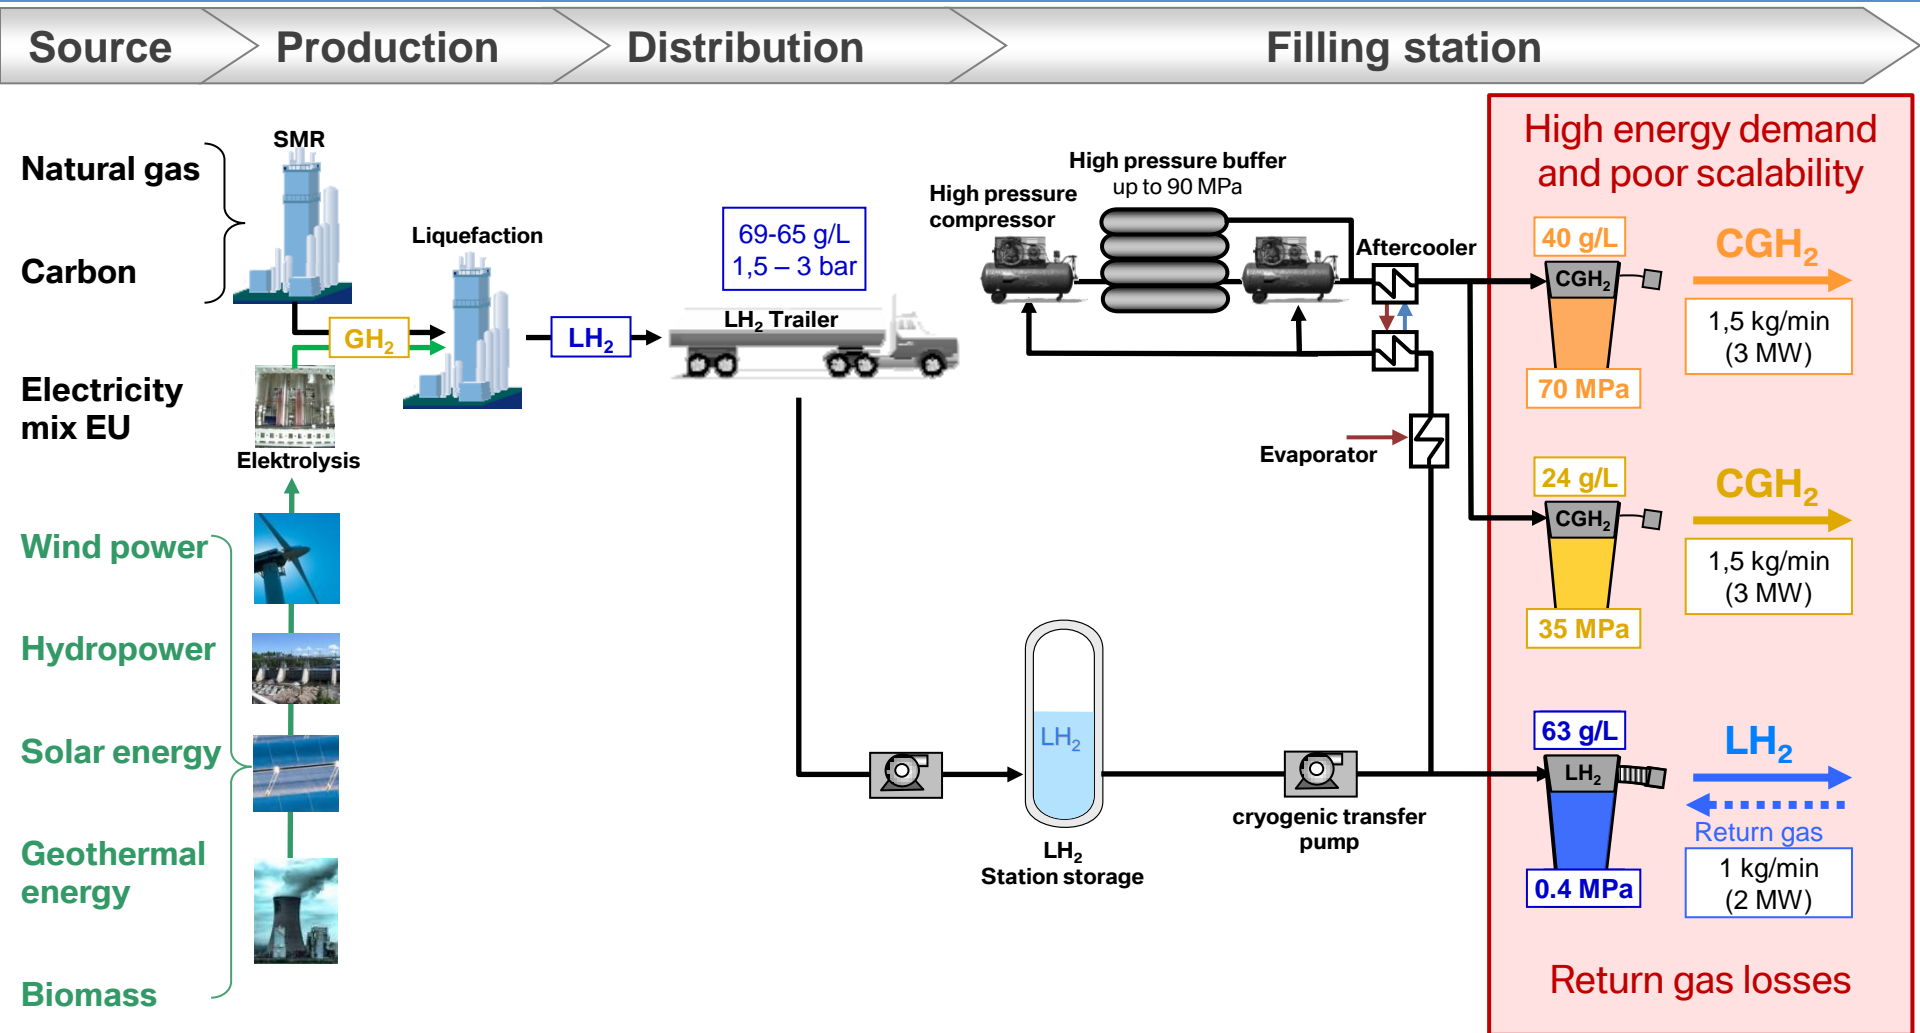 Source
Production
Distribution
Filling station
Natural gas
Carbon
Electricity
mix EU
Wind power
Hydropower
Solar energy
Geothermal
energy
Biomass
SMR
GH₂
Elektrolysis
Liquefaction
LH₂
69-65 g/L
1,5 – 3 bar
LH₂ Trailer
High pressure
compressor
High pressure buffer
up to 90 MPa
Aftercooler
Evaporator
LH₂
LH₂
Station storage
cryogenic transfer
pump
High energy demand
and poor scalability
40 g/L
CGH₂
70 MPa
CGH₂
1,5 kg/min
(3 MW)
24 g/L
CGH₂
35 MPa
CGH₂
1,5 kg/min
(3 MW)
63 g/L
LH₂
0.4 MPa
LH₂
Return gas
1 kg/min
(2 MW)
Return gas losses